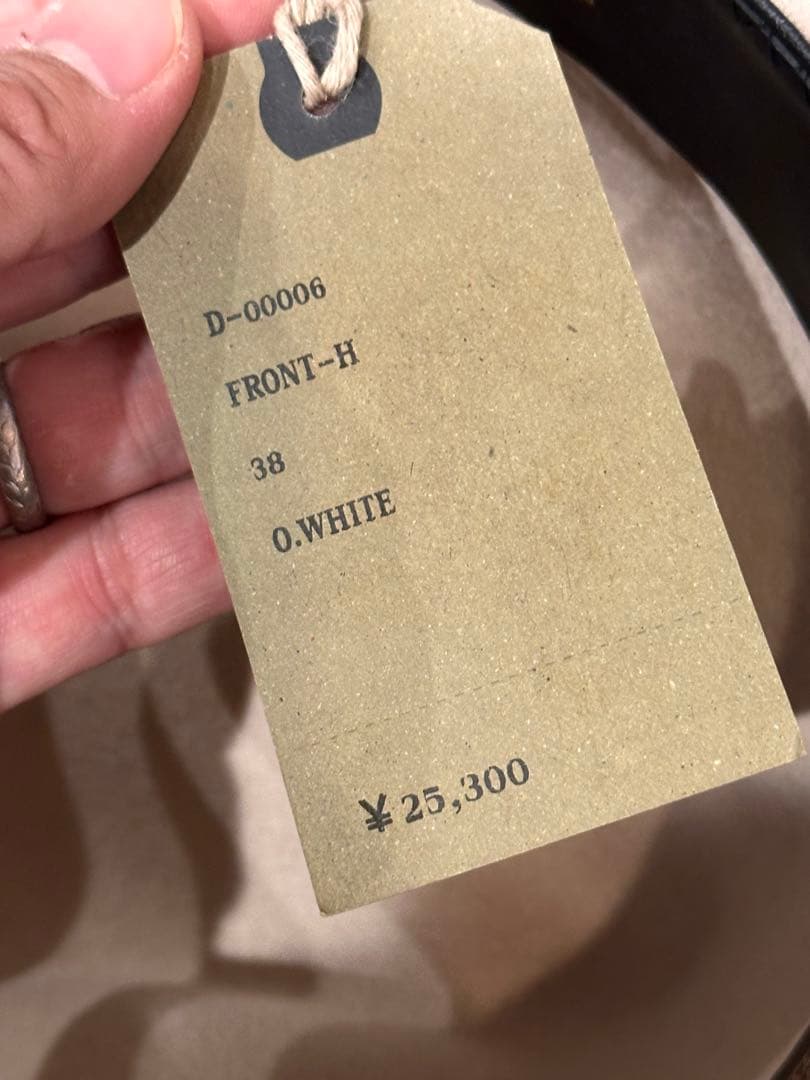 D-00006
FRONT-H
38
O.WHITE
¥25,300